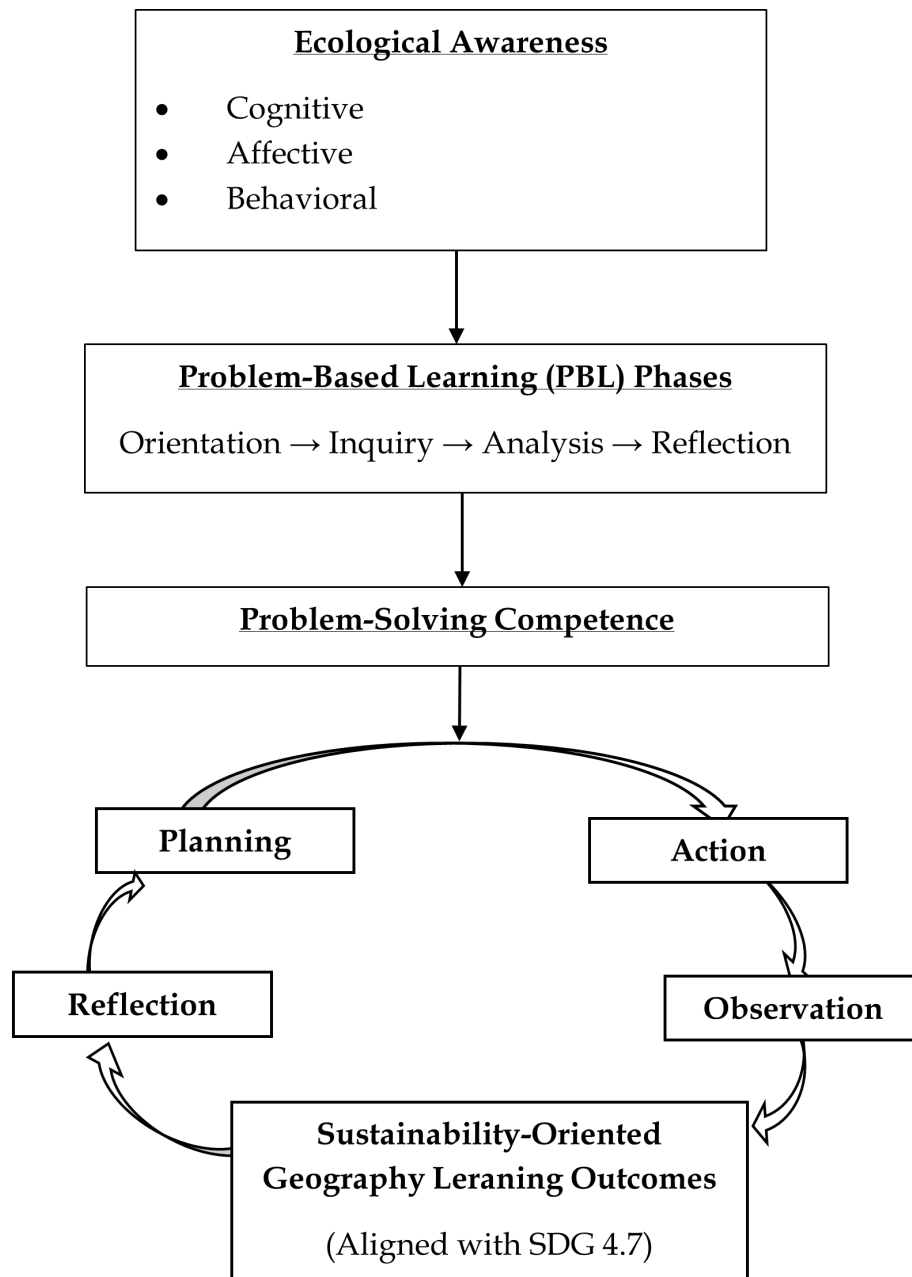 Ecological Awareness
• Cognitive
• Affective
• Behavioral
Problem-Based Learning (PBL) Phases
Orientation → Inquiry → Analysis → Reflection
Problem-Solving Competence
Planning
Action
Reflection
Observation
Sustainability-Oriented
Geography Leraning Outcomes
(Aligned with SDG 4.7)